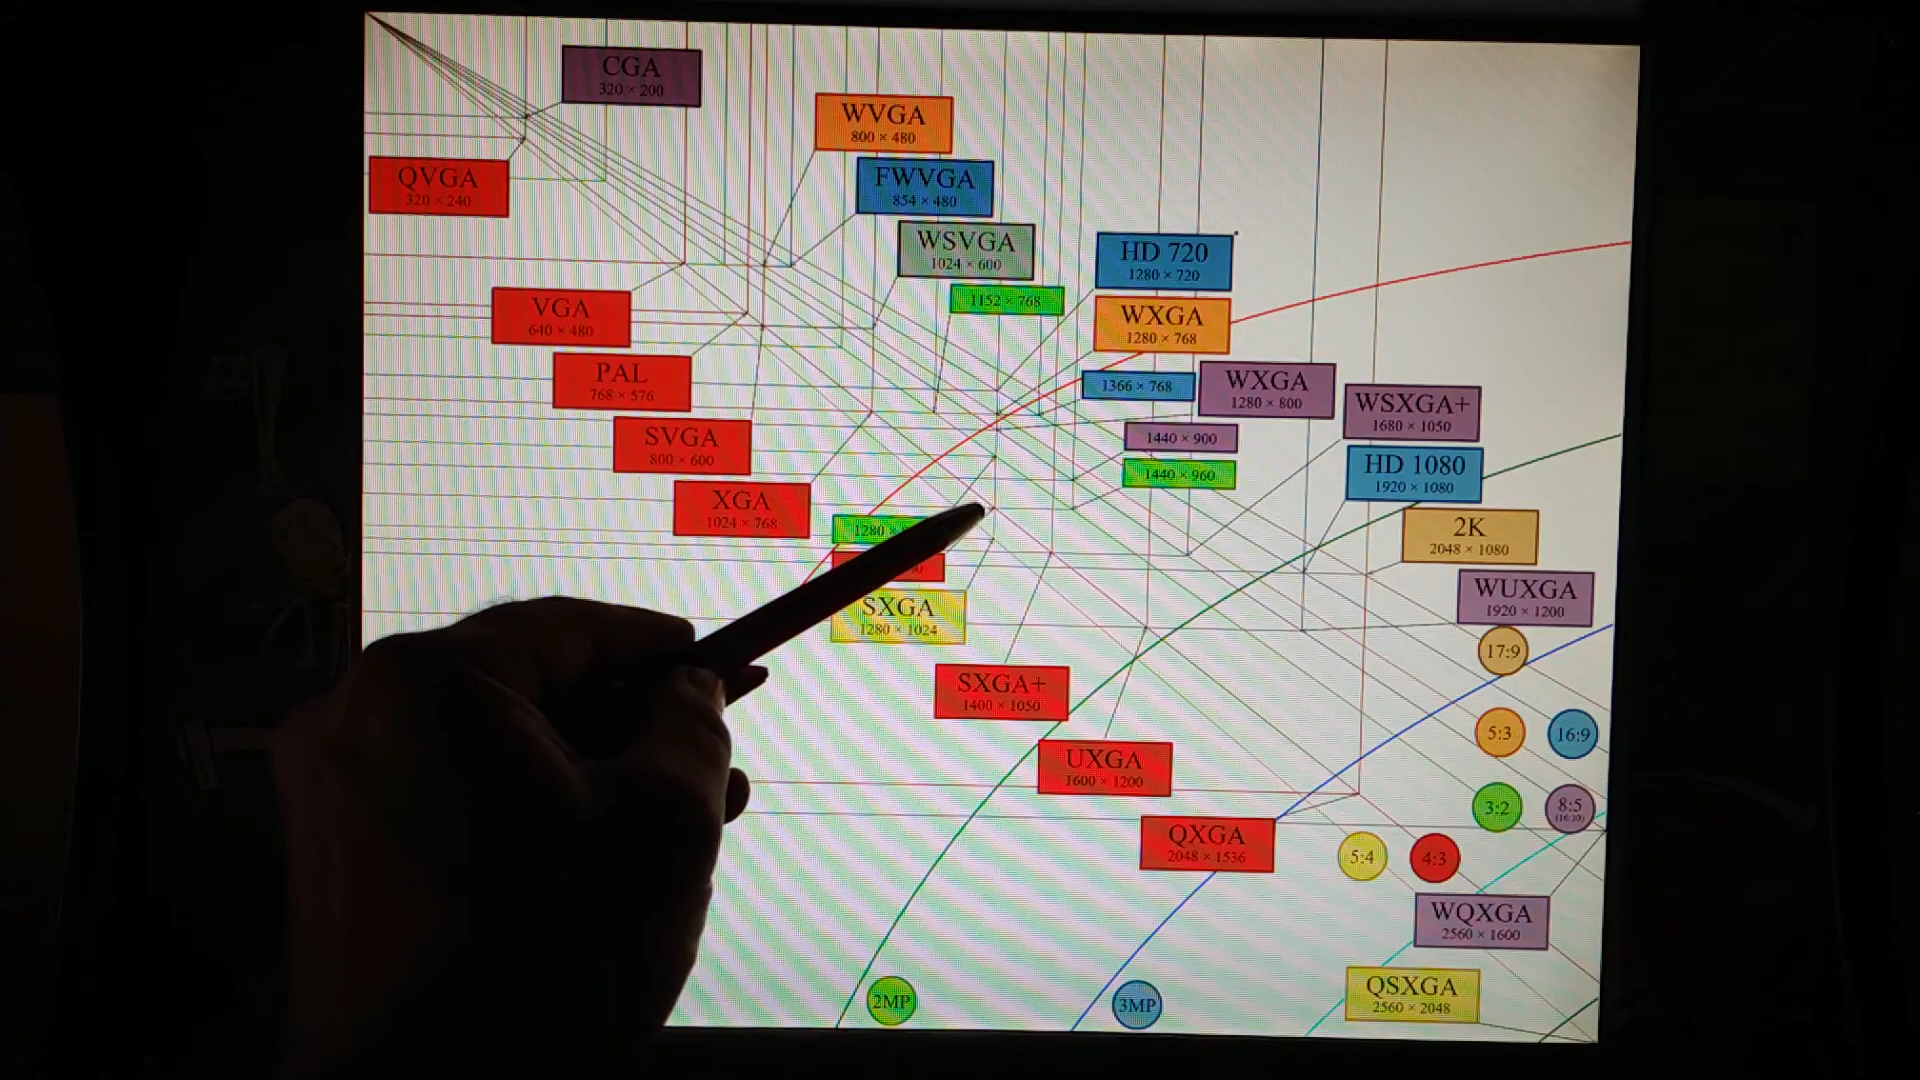 CGA
320 × 200
WVGA
800 × 480
QVGA
320 × 240
FWVGA
854 × 480
WSVGA
1024 × 600
HD 720
1280 × 720
1152 × 768
VGA
640 × 480
WXGA
1280 × 768
PAL
768 × 576
1366 × 768
WXGA
1280 × 800
WSXGA+
1680 × 1050
SVGA
800 × 600
1440 × 900
1440 × 960
HD 1080
1920 × 1080
XGA
1024 × 768
1280 ×
2K
2048 × 1080
SXGA
1280 × 1024
WUXGA
1920 × 1200
17:9
SXGA+
1400 × 1050
5:3
16:9
UXGA
1600 × 1200
3:2
8:5
(16:10)
QXGA
2048 × 1536
5:4
4:3
WQXGA
2560 × 1600
2MP
3MP
QSXGA
2560 × 2048